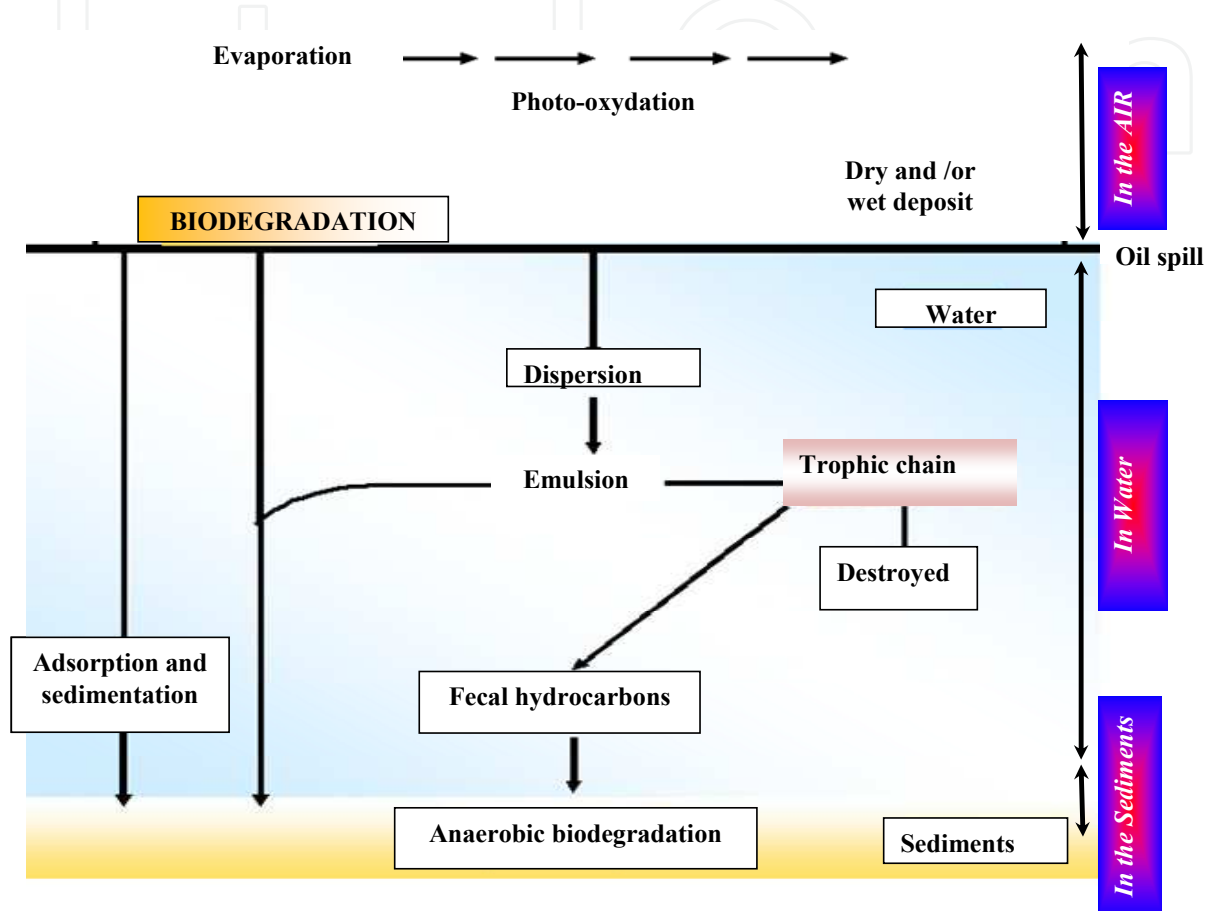 Evaporation
Photo-oxydation
In the AIR
Dry and /or
wet deposit
BIODEGRADATION
Oil spill
Water
Dispersion
In Water
Trophic chain
Emulsion
Destroyed
Adsorption and
sedimentation
Fecal hydrocarbons
In the Sediments
Anaerobic biodegradation
Sediments